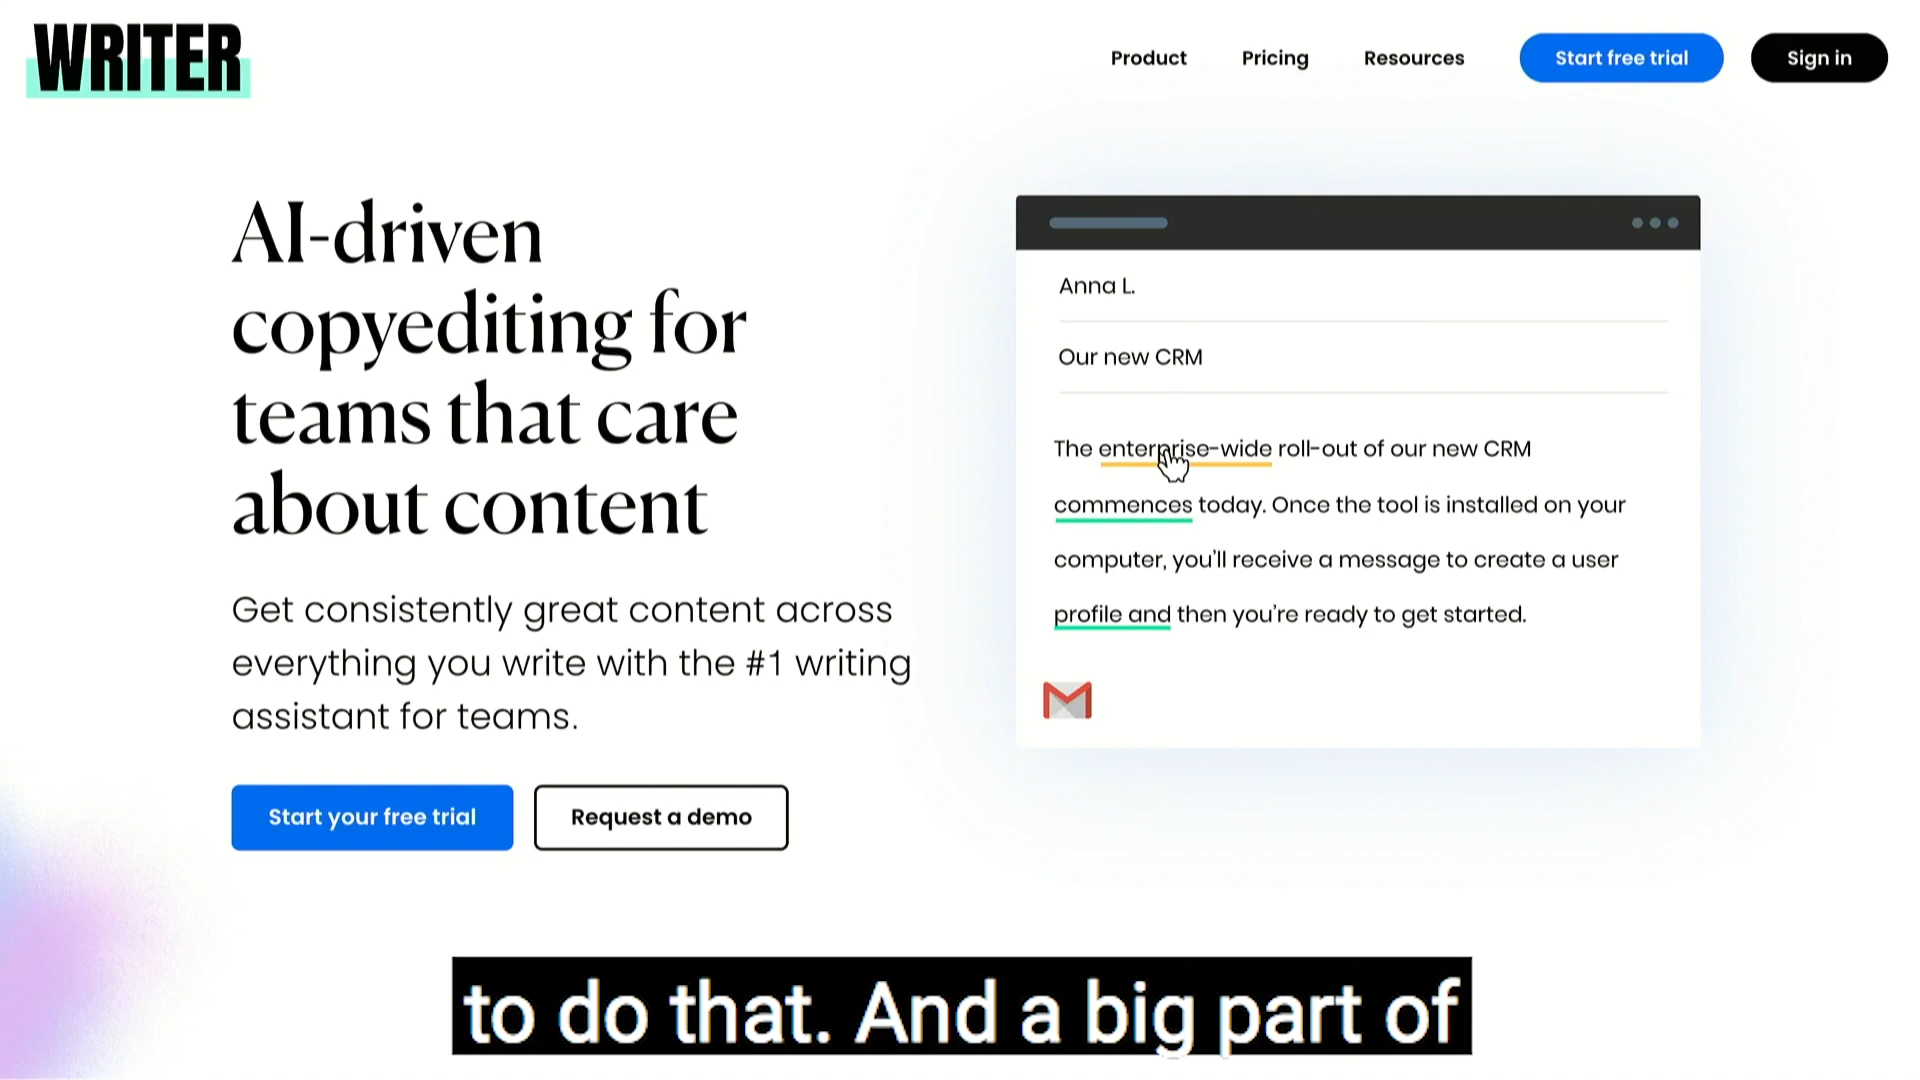 WRITER
Product
Pricing
Resources
Start free trial
Sign in
AI-driven
copyediting for
teams that care
about content
Get consistently great content across
everything you write with the #1 writing
assistant for teams.
Start your free trial
Request a demo
Anna L.
Our new CRM
The enterprise-wide roll-out of our new CRM
commences today. Once the tool is installed on your
computer, you'll receive a message to create a user
profile and then you're ready to get started.
to do that. And a big part of